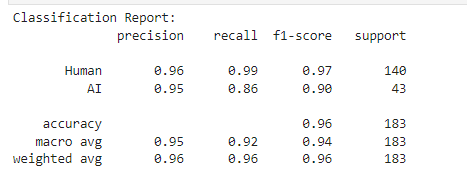 Classification Report:
precision recall f1-score support
Human 0.96 0.99 0.97 140
AI 0.95 0.86 0.90 43
accuracy 0.96 183
macro avg 0.95 0.92 0.94 183
weighted avg 0.96 0.96 0.96 183